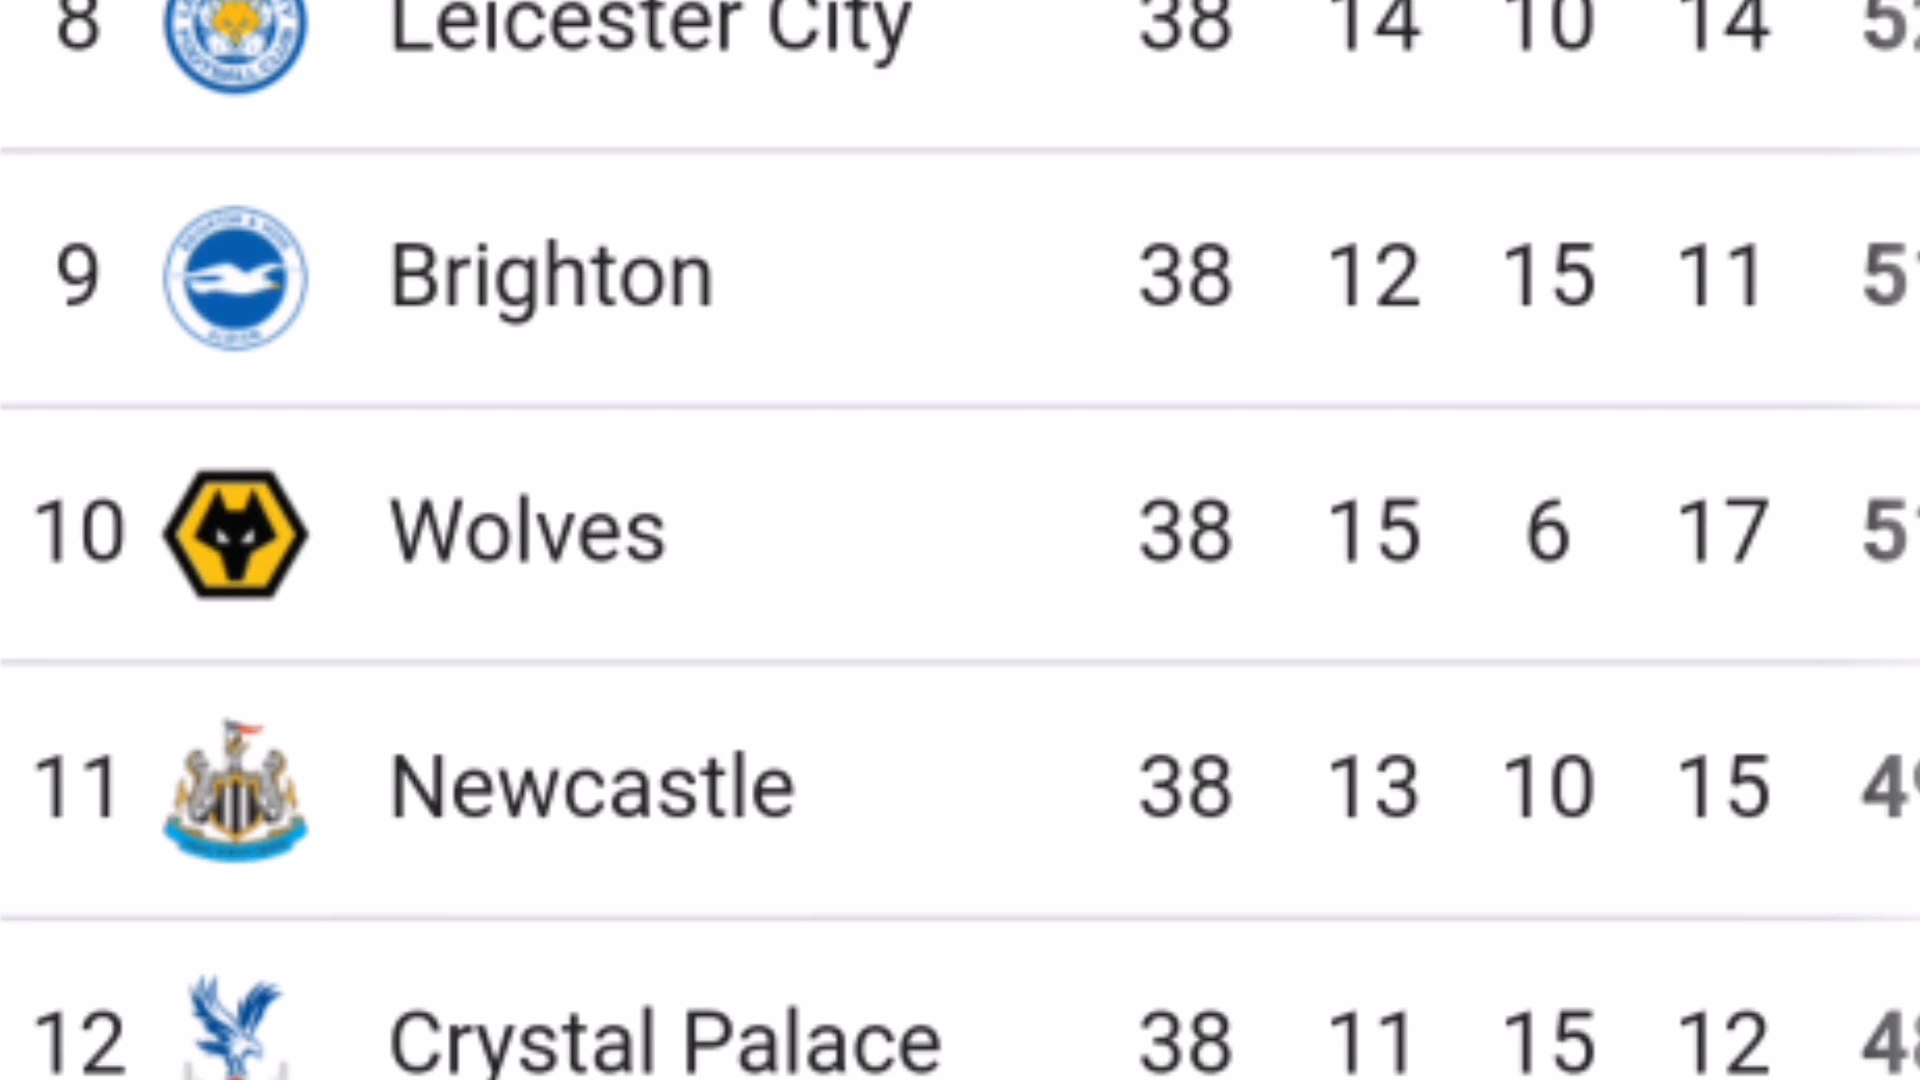 8 Leicester City 38 14 10 14
9 Brighton 38 12 15 11
10 Wolves 38 15 6 17
11 Newcastle 38 13 10 15
12 Crystal Palace 38 11 15 12